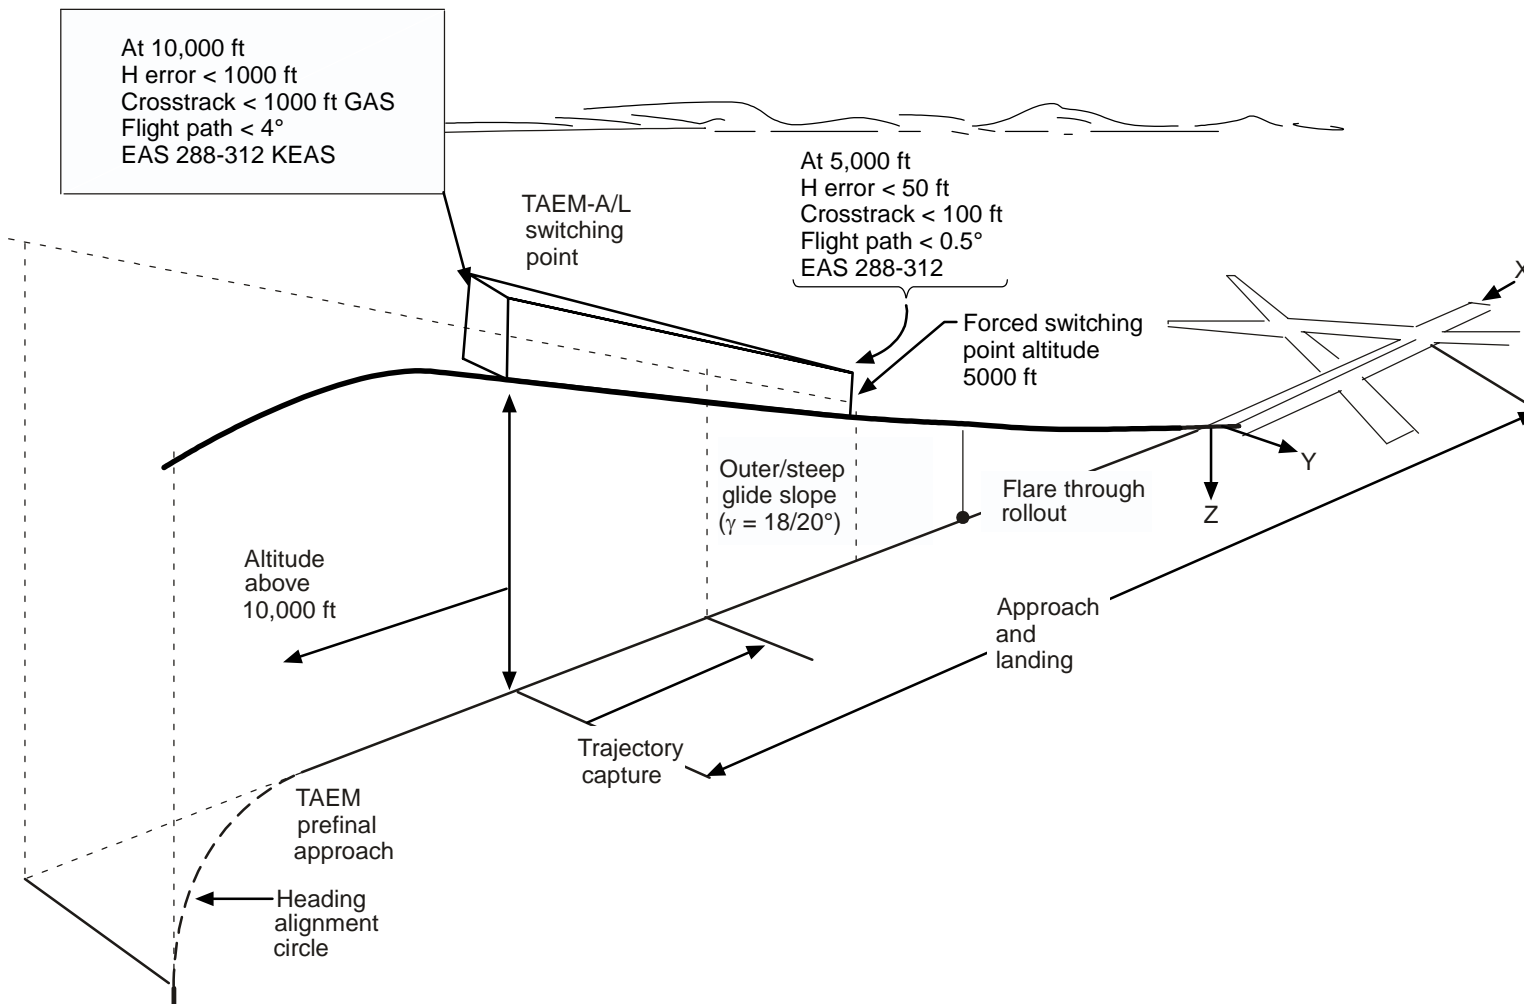 At 10,000 ft
H error < 1000 ft
Crosstrack < 1000 ft GAS
Flight path < 4°
EAS 288-312 KEAS
TAEM-A/L
switching
point
At 5,000 ft
H error < 50 ft
Crosstrack < 100 ft
Flight path < 0.5°
EAS 288-312
X
Forced switching
point altitude
5000 ft
Outer/steep
glide slope
(γ = 18/20°)
Flare through
rollout
Y
Z
Altitude
above
10,000 ft
Approach
and
landing
Trajectory
capture
TAEM
prefinal
approach
Heading
alignment
circle